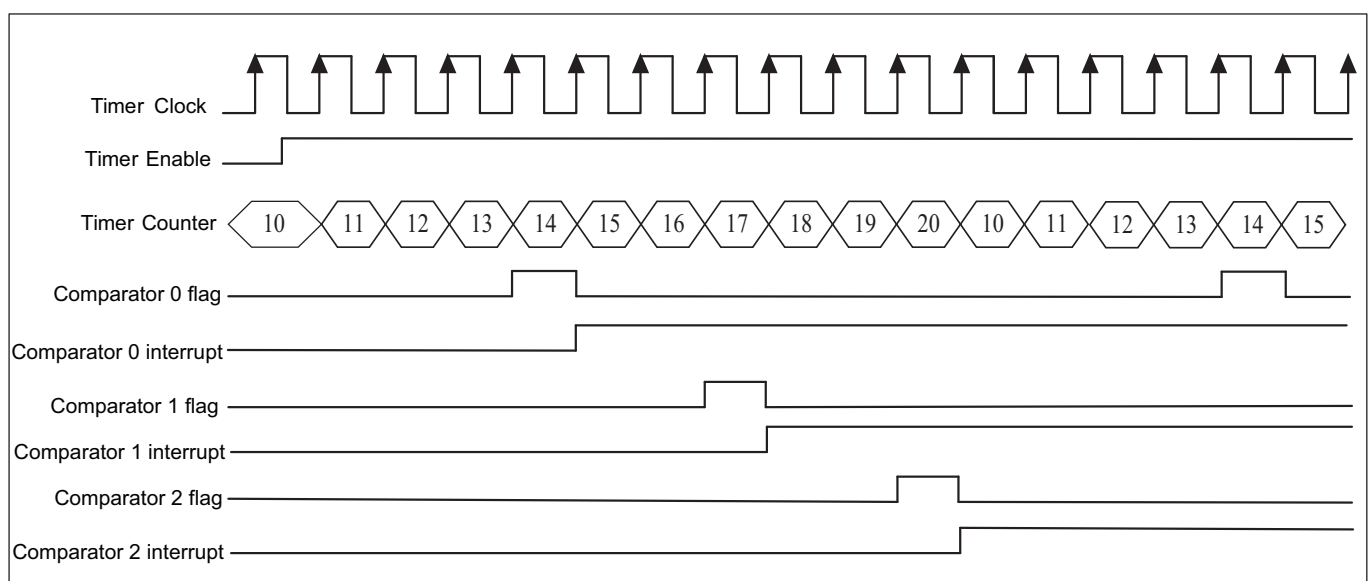 Timer Clock
Timer Enable
Timer Counter 10 11 12 13 14 15 16 17 18 19 20 10 11 12 13 14 15
Comparator 0 flag
Comparator 0 interrupt
Comparator 1 flag
Comparator 1 interrupt
Comparator 2 flag
Comparator 2 interrupt